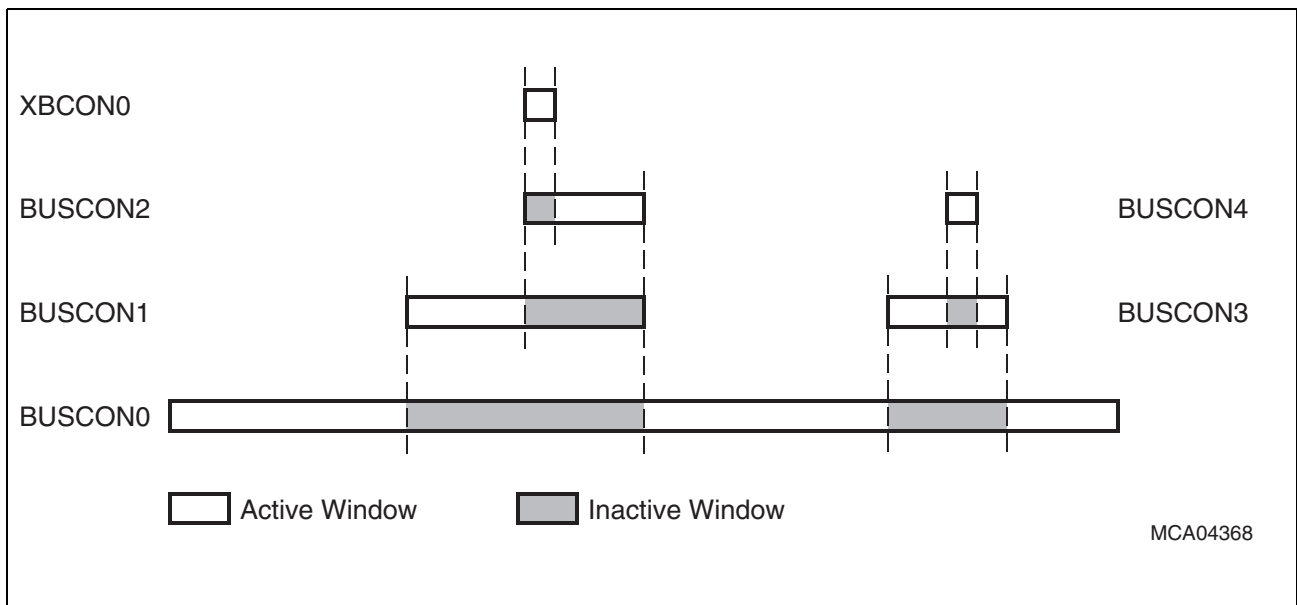 XBCON0
BUSCON2
BUSCON4
BUSCON1
BUSCON3
BUSCON0
Active Window
Inactive Window
MCA04368